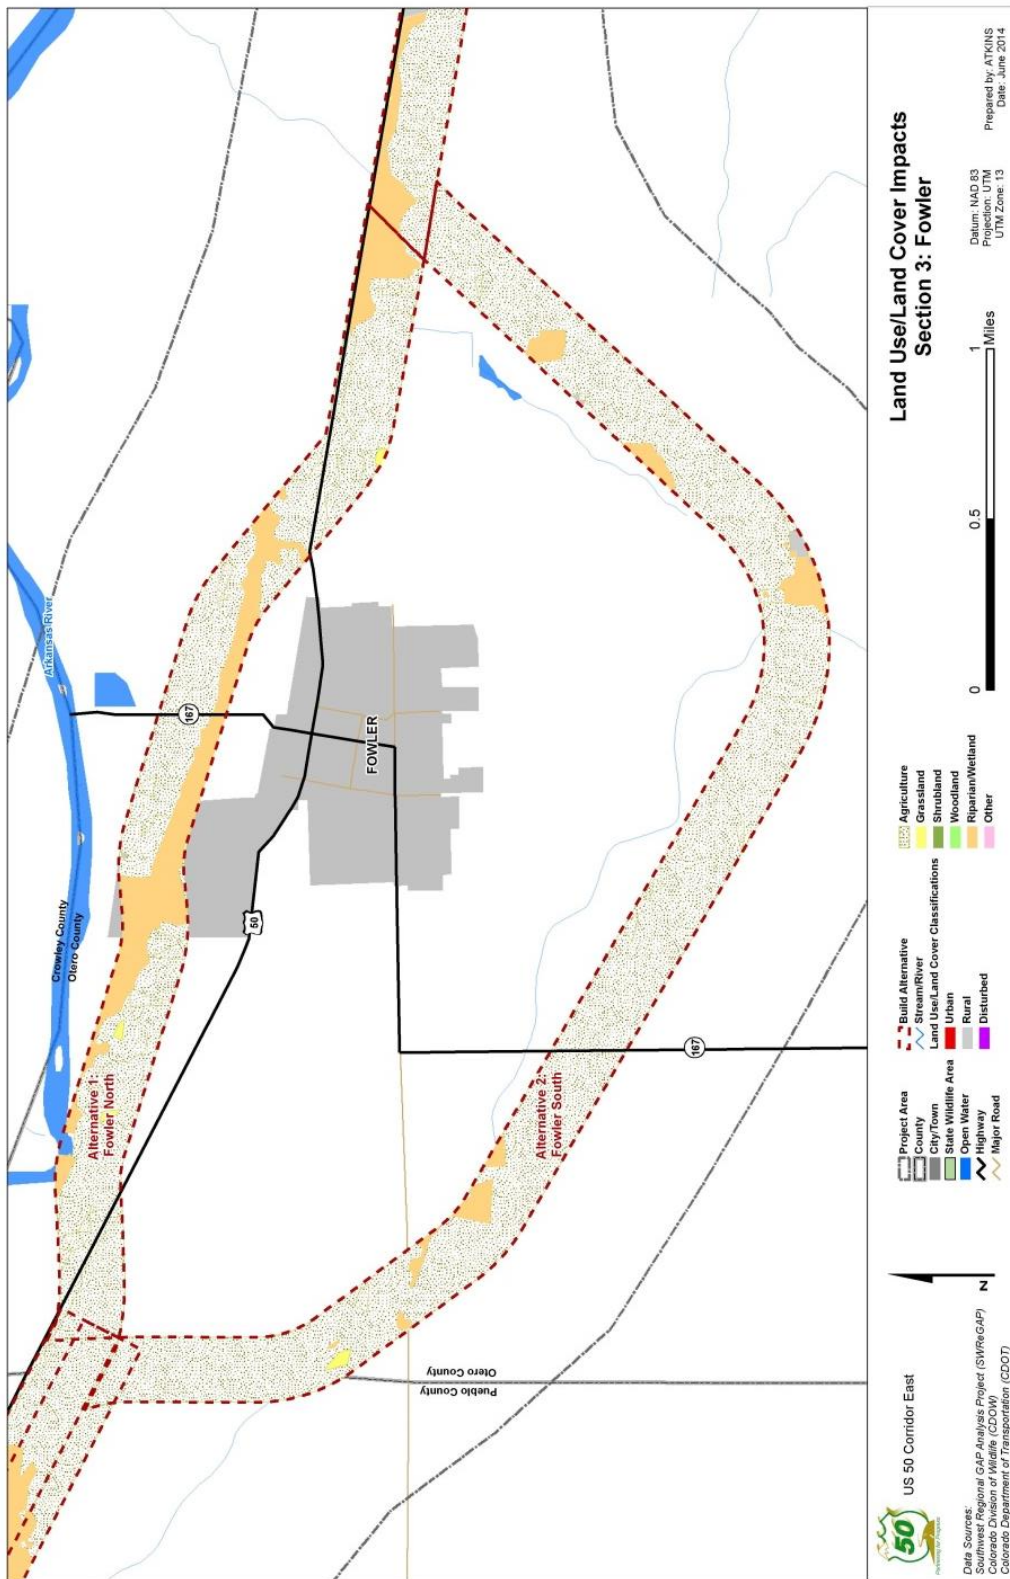 Arkansas River
Crowley County
Otero County
Alternative 1:
Fowler North
167
FOWLER
50
Alternative 2:
Fowler South
167
Pueblo County
Otero County
50
Partnering for Progress
US 50 Corridor East
Data Sources:
Southwest Regional GAP Analysis Project (SWReGAP)
Colorado Division of Wildlife (CDOW)
Colorado Department of Transportation (CDOT)
N
Project Area
County
City/Town
State Wildlife Area
Open Water
Highway
Major Road
Build Alternative
Stream/River
Land Use/Land Cover Classifications
Urban
Rural
Disturbed
Agriculture
Grassland
Shrubland
Woodland
Riparian/Wetland
Other
0 0.5 1
Miles
Land Use/Land Cover Impacts
Section 3: Fowler
Datum: NAD 83
Projection: UTM
UTM Zone: 13
Prepared by: ATKINS
Date: June 2014